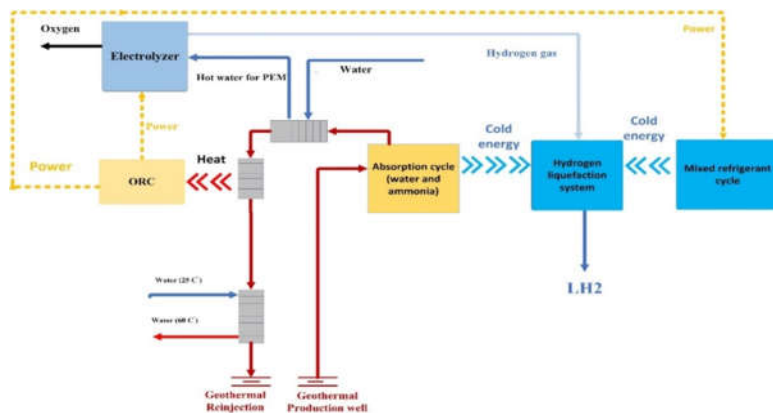 Oxygen
Electrolyzer
Power
Hydrogen gas
Hot water for PEM
Water
Power
Power
Heat
ORC
Absorption cycle
(water and
ammonia)
Cold
energy
Hydrogen
liquefaction
system
Cold
energy
Mixed refrigerant
cycle
Water (25 C)
Water (60 C)
LH2
Geothermal
Reinjection
Geothermal
Production well